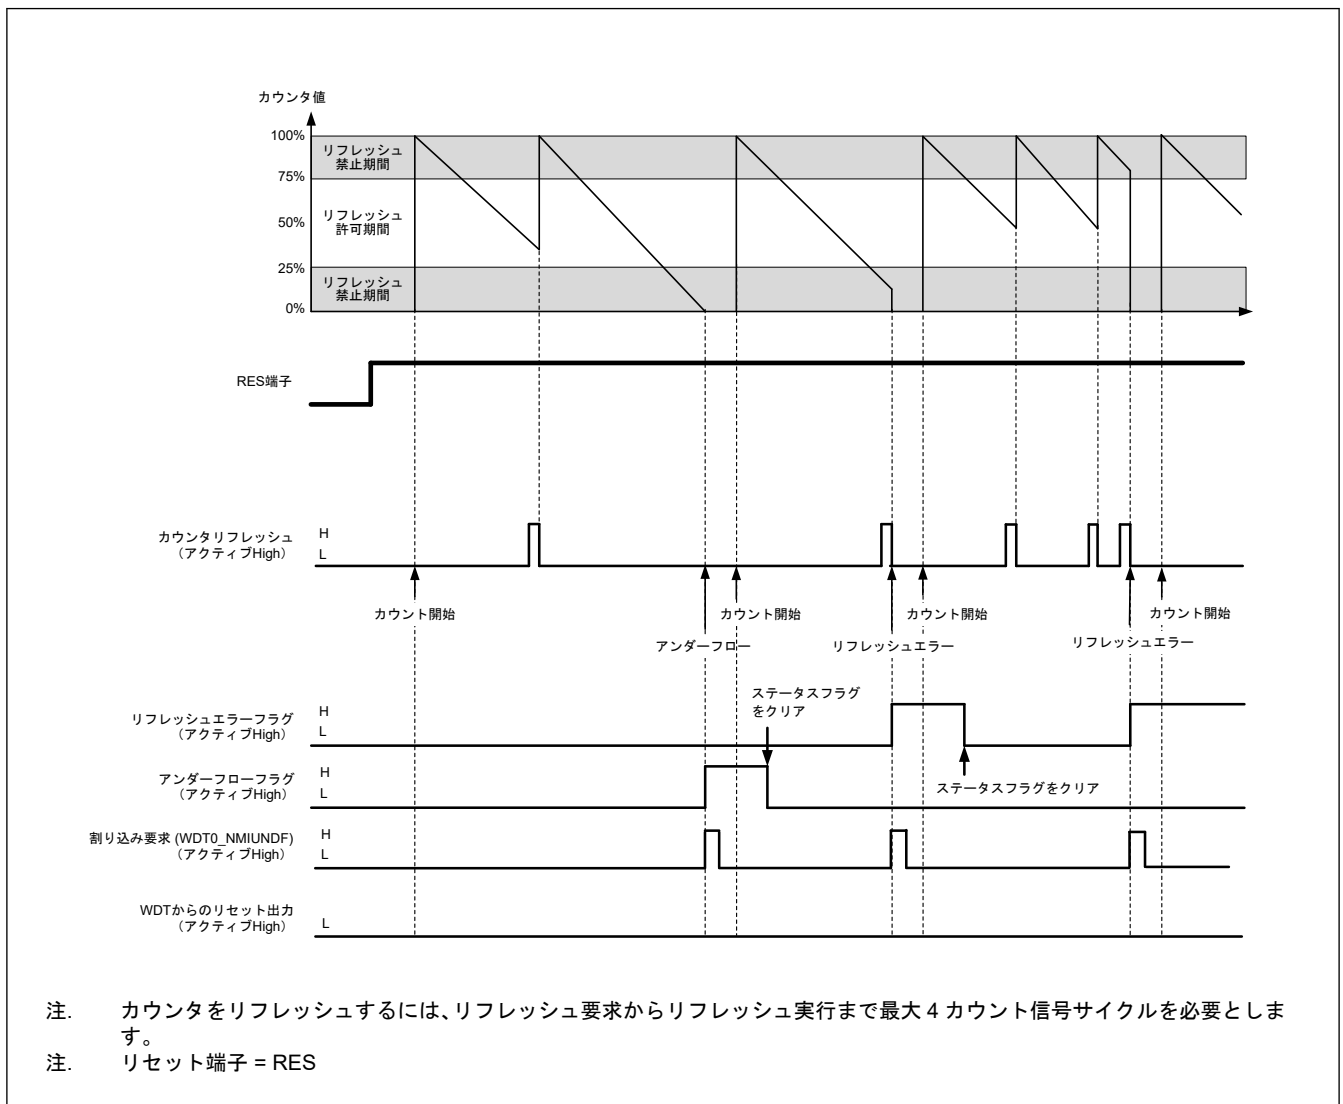 カウンタ値
100%
リフレッシュ
禁止期間
75%
50%
リフレッシュ
許可期間
25%
リフレッシュ
禁止期間
0%
RES端子
カウンタリフレッシュ
（アクティブHigh）
H
L
カウント開始
カウント開始
カウント開始
カウント開始
アンダーフロー
リフレッシュエラー
リフレッシュエラー
ステータスフラグ
をクリア
リフレッシュエラーフラグ
（アクティブHigh）
H
L
ステータスフラグをクリア
アンダーフローフラグ
（アクティブHigh）
H
L
割り込み要求 (WDT0_NMIUNDF)
（アクティブHigh）
H
L
WDTからのリセット出力
（アクティブHigh）
L
注. カウンタをリフレッシュするには、リフレッシュ要求からリフレッシュ実行まで最大 4 カウント信号サイクルを必要としま
す。
注. リセット端子 = RES